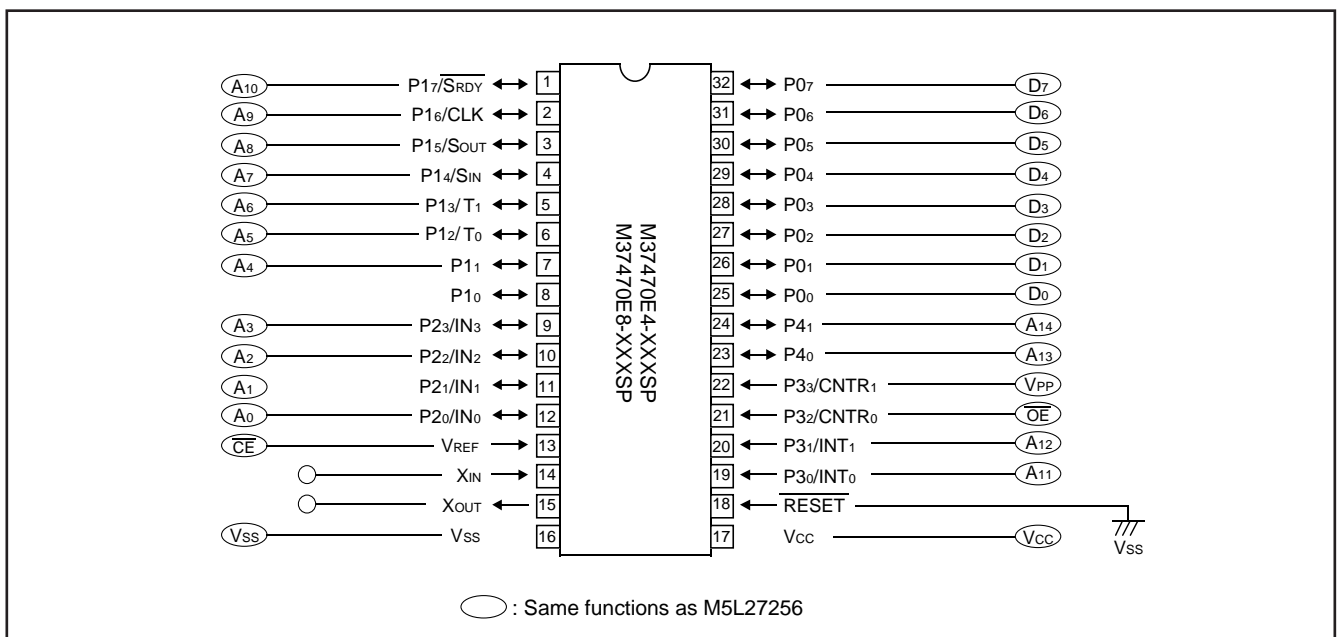 A10 P17/SRDY 1 32 P07 D7
A9 P16/CLK 2 31 P06 D6
A8 P15/SOUT 3 30 P05 D5
A7 P14/SIN 4 29 P04 D4
A6 P13/ T1 5 28 P03 D3
A5 P12/ T0 6 27 P02 D2
A4 P11 7 26 P01 D1
P10 8 25 P00 D0
A3 P23/IN3 9 24 P41 A14
A2 P22/IN2 10 23 P40 A13
A1 P21/IN1 11 22 P33/CNTR1 VPP
A0 P20/IN0 12 21 P32/CNTR0 OE
CE VREF 13 20 P31/INT1 A12
XIN 14 19 P30/INT0 A11
XOUT 15 18 RESET
VSS VSS 16 17 VCC VCC
VSS
M37470E4-XXXSP
M37470E8-XXXSP
: Same functions as M5L27256